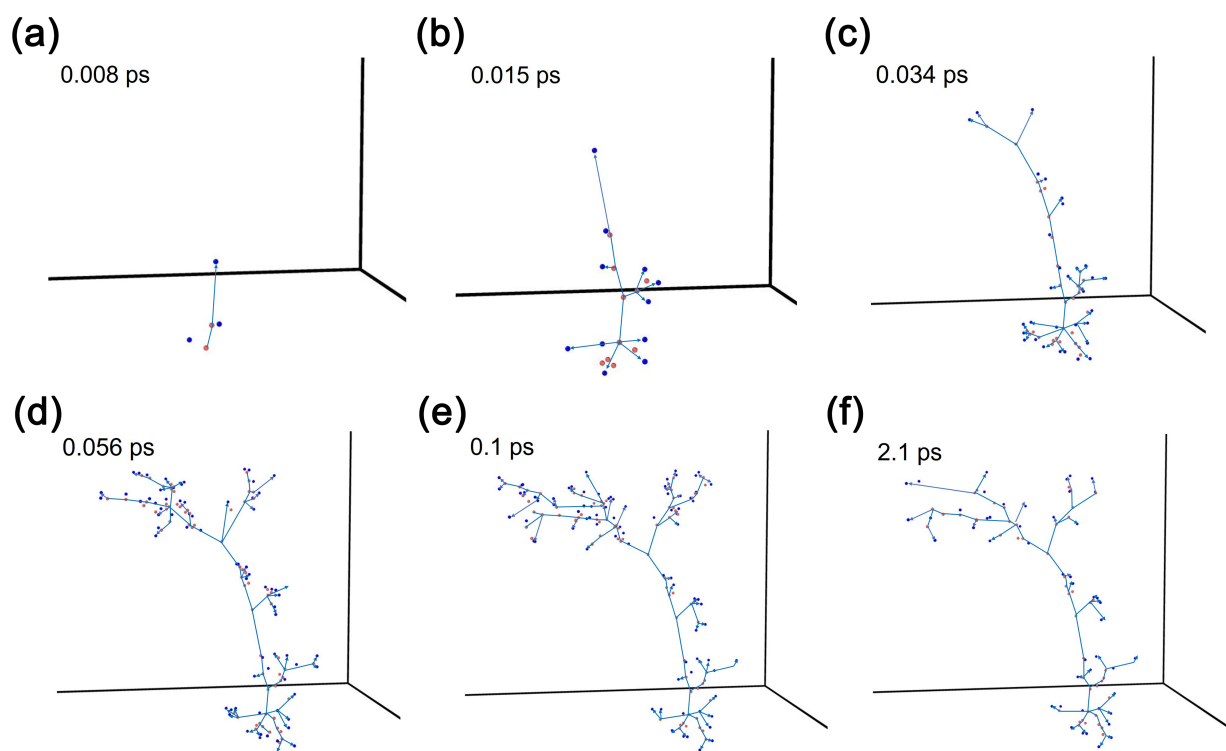 (a)
0.008 ps
(b)
0.015 ps
(c)
0.034 ps
(d)
0.056 ps
(e)
0.1 ps
(f)
2.1 ps